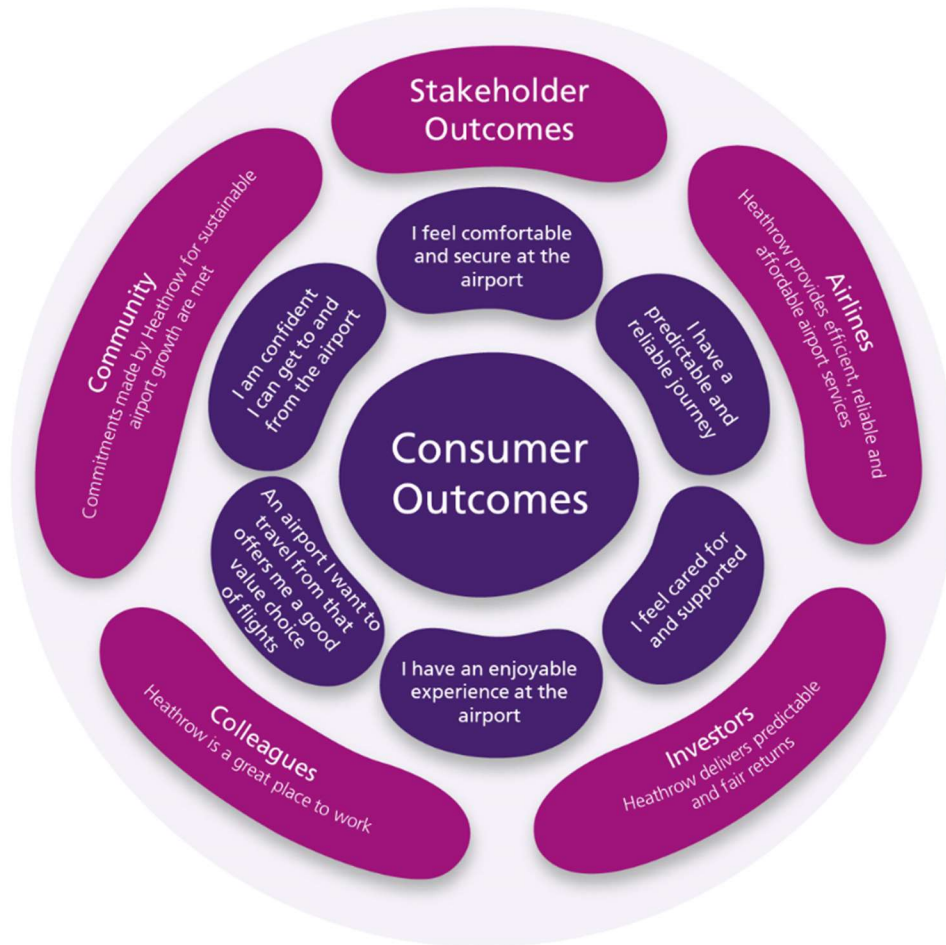 Stakeholder
Outcomes
Airlines
Heathrow provides efficient, reliable and
affordable airport services
Investors
Heathrow delivers predictable
and fair returns
Colleagues
Heathrow is a great place to work
Community
Commitments made by Heathrow for sustainable
airport growth are met
I feel comfortable
and secure at the
airport
I have a
predictable and
reliable journey
I feel cared for
and supported
I have an enjoyable
experience at the
airport
An airport I want to
travel from that
offers me a good
value choice
of flights
I am confident
I can get to and
from the airport
Consumer
Outcomes